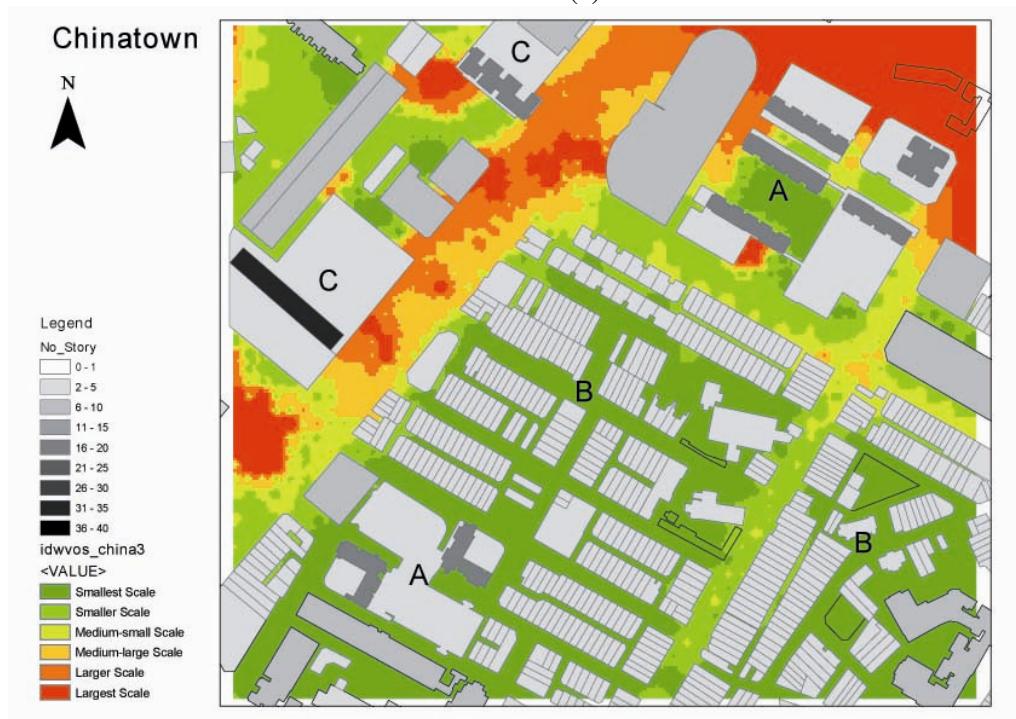 Chinatown
N
Legend
No_Story
0 - 1
2 - 5
6 - 10
11 - 15
16 - 20
21 - 25
26 - 30
31 - 35
36 - 40
idwvos_china3
<VALUE>
Smallest Scale
Smaller Scale
Medium-small Scale
Medium-large Scale
Larger Scale
Largest Scale
C
A
C
B
B
A